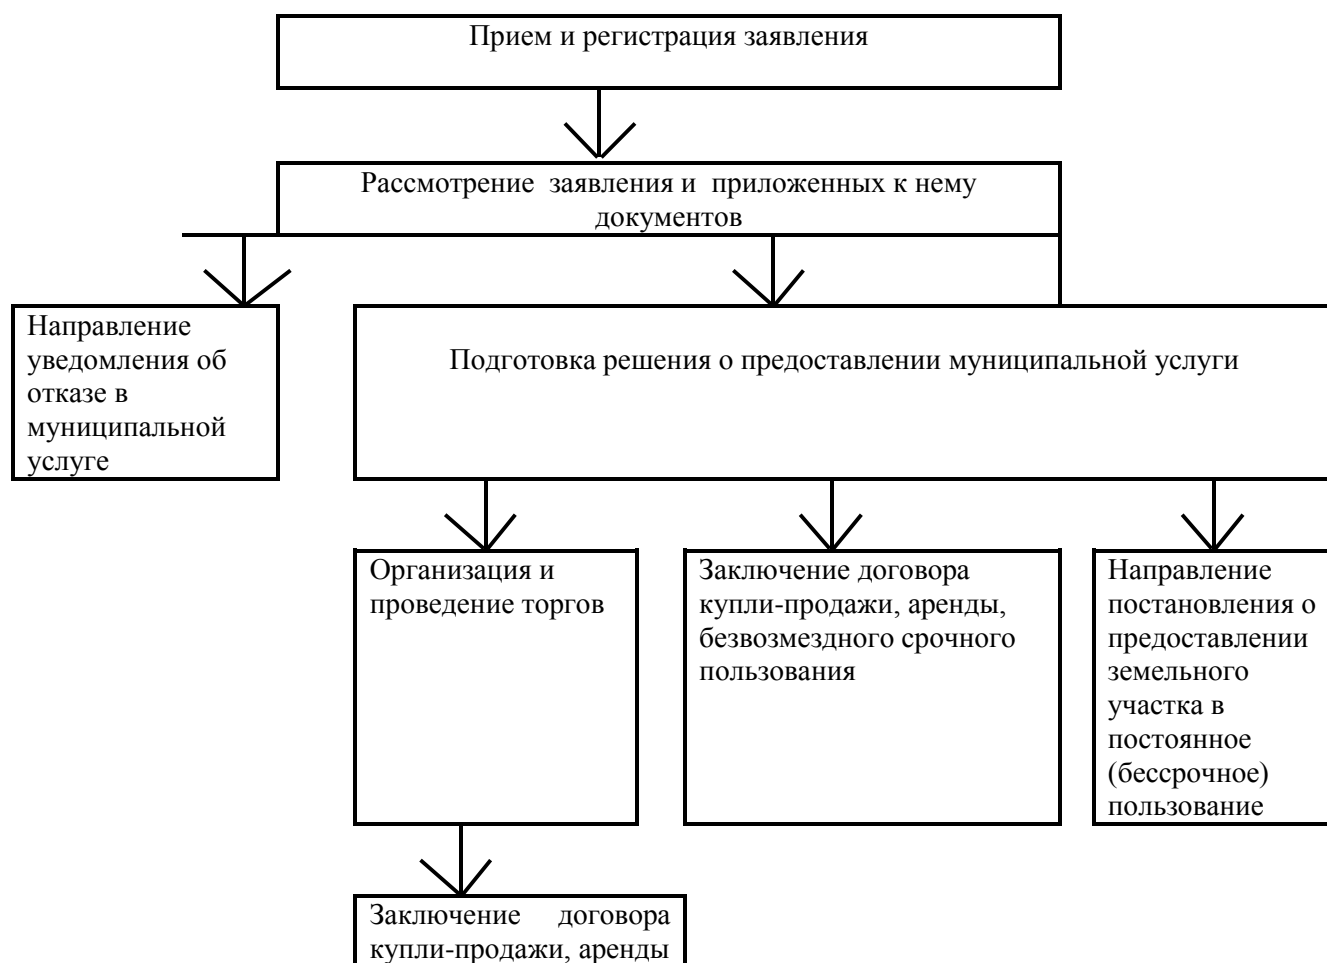 Прием и регистрация заявления
Рассмотрение заявления и приложенных к нему
документов
Направление
уведомления об
отказе в
муниципальной
услуге
Подготовка решения о предоставлении муниципальной услуги
Организация и
проведение торгов
Заключение договора
купли-продажи, аренды,
безвозмездного срочного
пользования
Направление
постановления о
предоставлении
земельного
участка в
постоянное
(бессрочное)
пользование
Заключение договора
купли-продажи, аренды